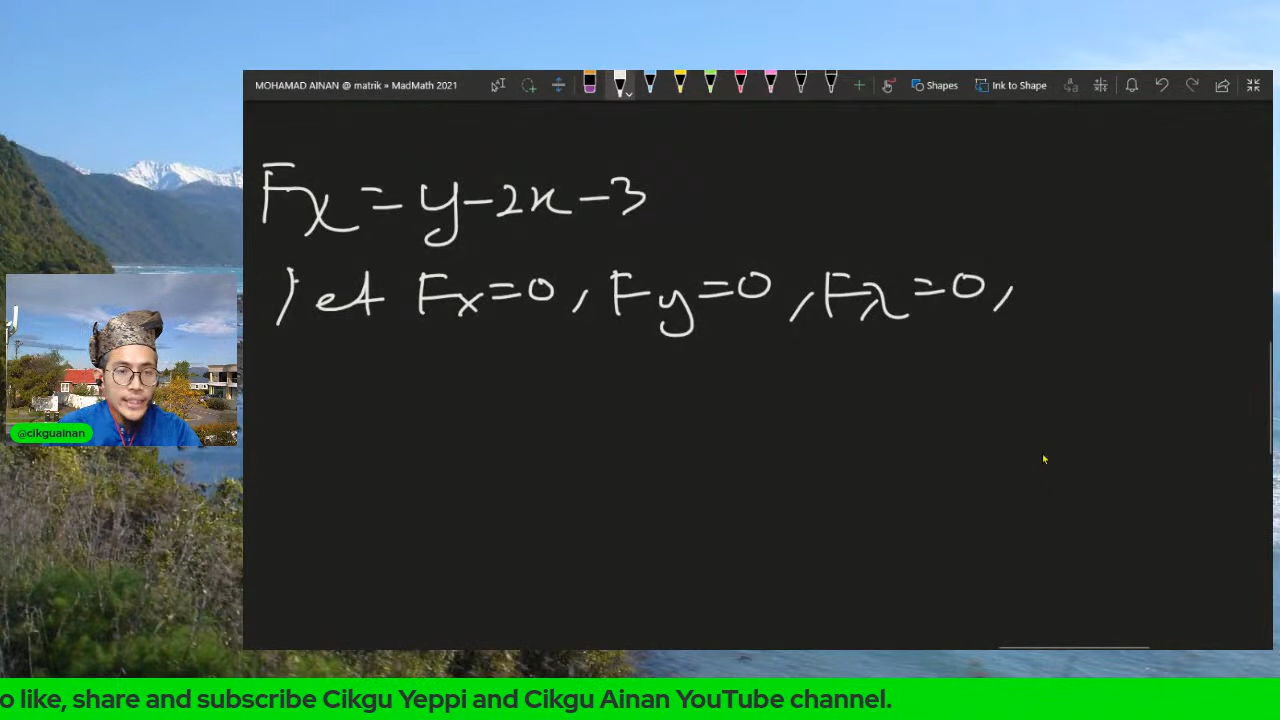 MOHAMAD AINAN @ matrik » MadMath 2021
Shapes
Ink to Shape
Fλ = y - 2x - 3
let Fx = 0, Fy = 0, Fλ = 0,
@cikguainan
o like, share and subscribe Cikgu Yeppi and Cikgu Ainan YouTube channel.